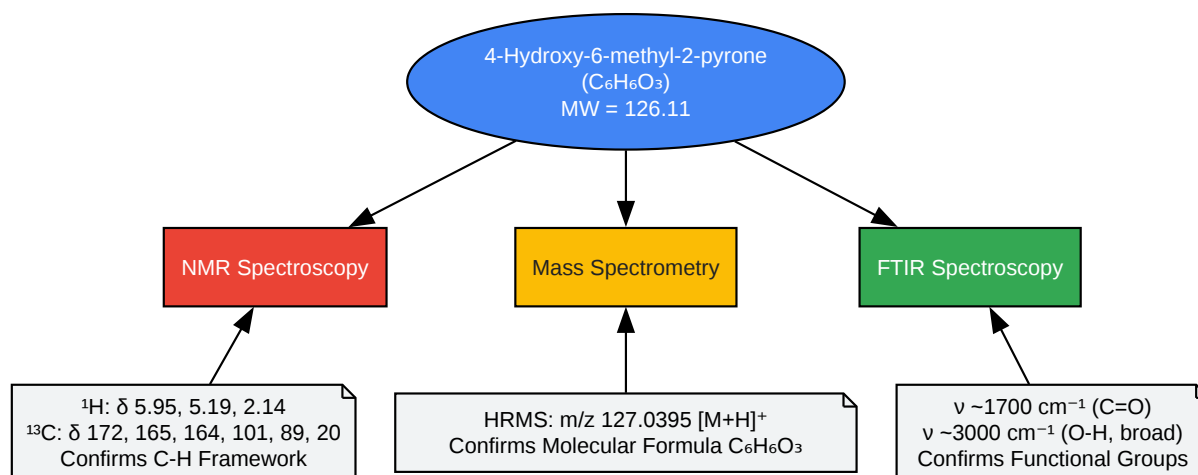 4-Hydroxy-6-methyl-2-pyrone
(C₆H₆O₃)
MW = 126.11
NMR Spectroscopy
Mass Spectrometry
FTIR Spectroscopy
¹H: δ 5.95, 5.19, 2.14
¹³C: δ 172, 165, 164, 101, 89, 20
Confirms C-H Framework
HRMS: m/z 127.0395 [M+H]⁺
Confirms Molecular Formula C₆H₆O₃
ν ~1700 cm⁻¹ (C=O)
ν ~3000 cm⁻¹ (O-H, broad)
Confirms Functional Groups